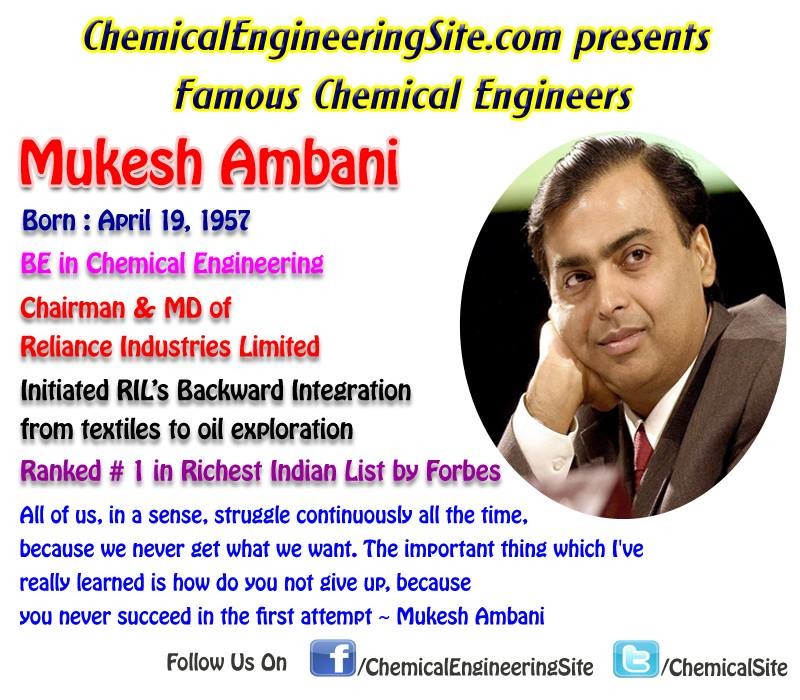 ChemicalEngineeringSite.com presents
Famous Chemical Engineers
Mukesh Ambani
Born : April 19, 1957
BE in Chemical Engineering
Chairman & MD of
Reliance Industries Limited
Initiated RIL's Backward Integration
from textiles to oil exploration
Ranked # 1 in Richest Indian List by Forbes
All of us, in a sense, struggle continuously all the time,
because we never get what we want. The important thing which I've
really learned is how do you not give up, because
you never succeed in the first attempt ~ Mukesh Ambani
Follow Us On f /ChemicalEngineeringSite t /ChemicalSite